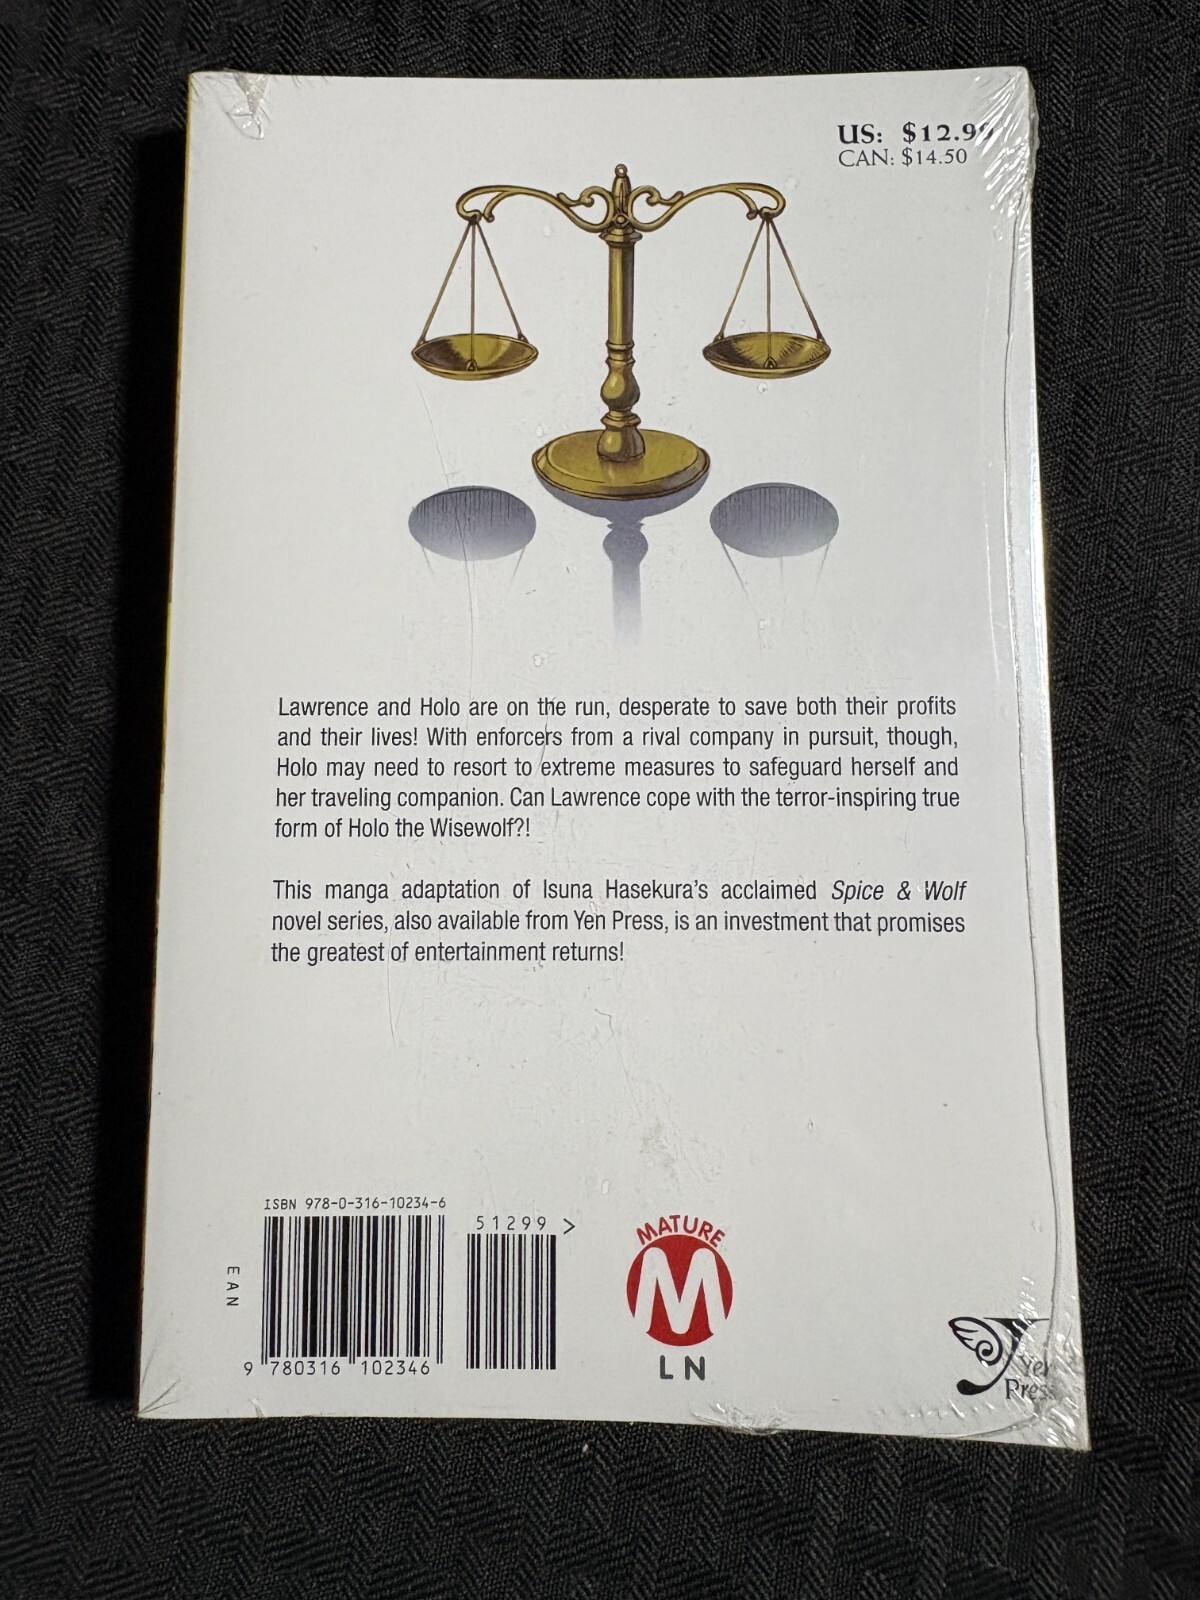 US: $12.99
CAN: $14.50
Lawrence and Holo are on the run, desperate to save both their profits
and their lives! With enforcers from a rival company in pursuit, though,
Holo may need to resort to extreme measures to safeguard herself and
her traveling companion. Can Lawrence cope with the terror-inspiring true
form of Holo the Wisewolf?!
This manga adaptation of Isuna Hasekura's acclaimed Spice & Wolf
novel series, also available from Yen Press, is an investment that promises
the greatest of entertainment returns!
ISBN 978-0-316-10234-6
51299 >
EAN
9 780316 102346
MATURE
M
LN
Yen
Press